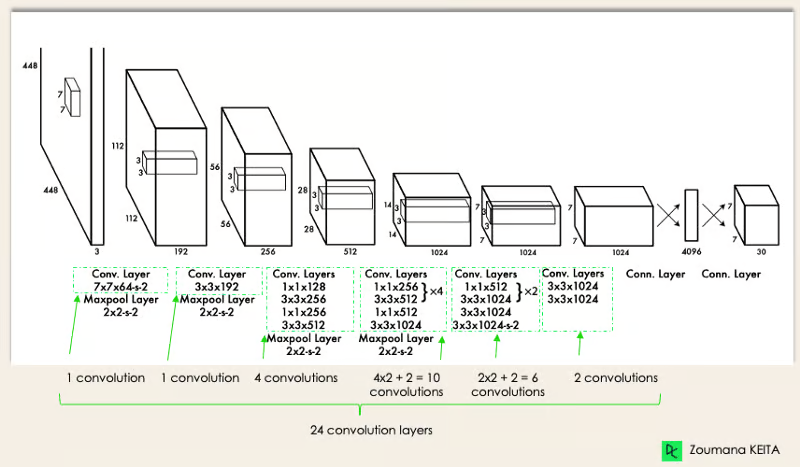 448
7
7
448
3
112
3
3
112
192
56
3
3
56
256
28
3
3
28
512
14
3
3
14
1024
7
3
3
7
1024
7
7
1024
4096
7
7
30
Conv. Layer
7x7x64-s-2
Maxpool Layer
2x2-s-2
Conv. Layer
3x3x192
Maxpool Layer
2x2-s-2
Conv. Layers
1x1x128
3x3x256
1x1x256
3x3x512
Maxpool Layer
2x2-s-2
Conv. Layers
1x1x256
3x3x512
}×4
1x1x512
3x3x1024
Maxpool Layer
2x2-s-2
Conv. Layers
1x1x512
3x3x1024
}×2
3x3x1024
3x3x1024-s-2
Conv. Layers
3x3x1024
3x3x1024
Conn. Layer
Conn. Layer
1 convolution
1 convolution
4 convolutions
4x2 + 2 = 10
convolutions
2x2 + 2 = 6
convolutions
2 convolutions
24 convolution layers
DC Zoumana KEITA